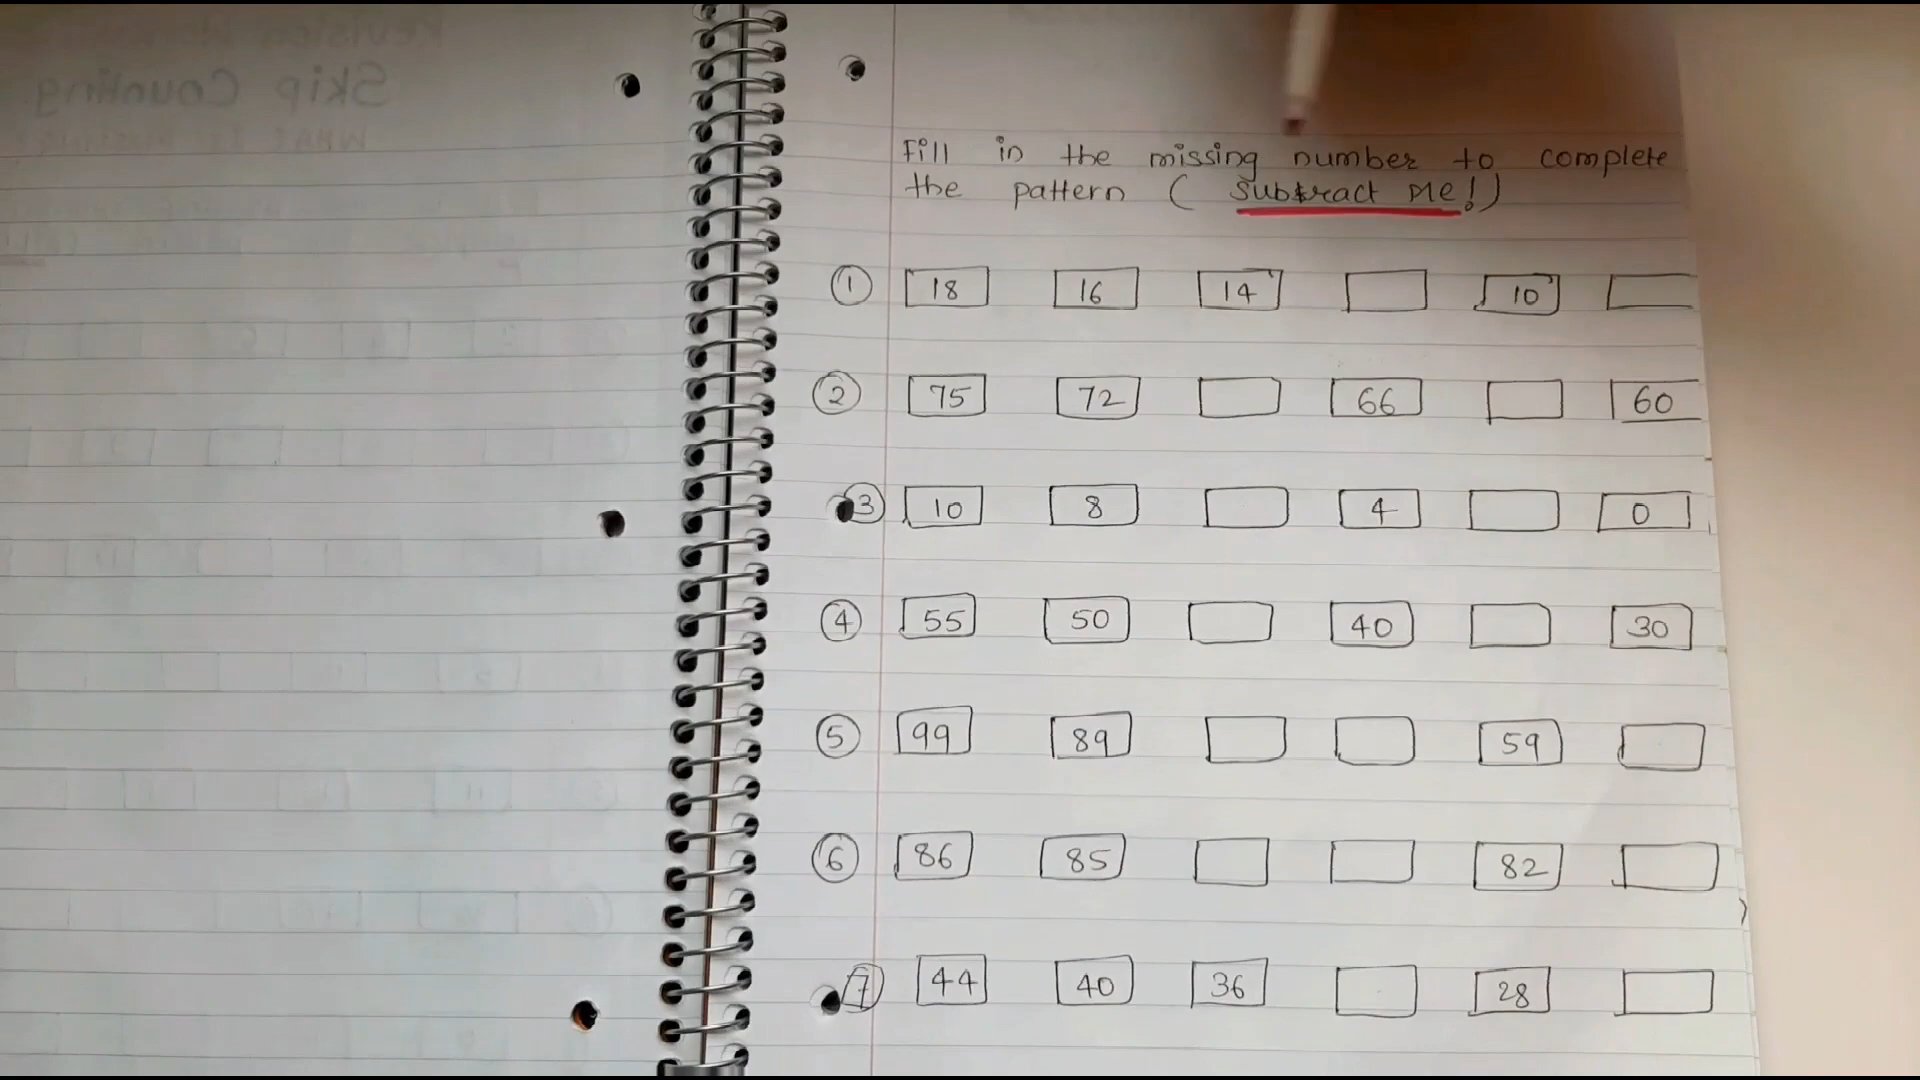 Fill in the missing number to complete
the pattern ( Subtract Me!)
1 18 16 14 10
2 75 72 66 60
3 10 8 4 0
4 55 50 40 30
5 99 89 59
6 86 85 82
7 44 40 36 28